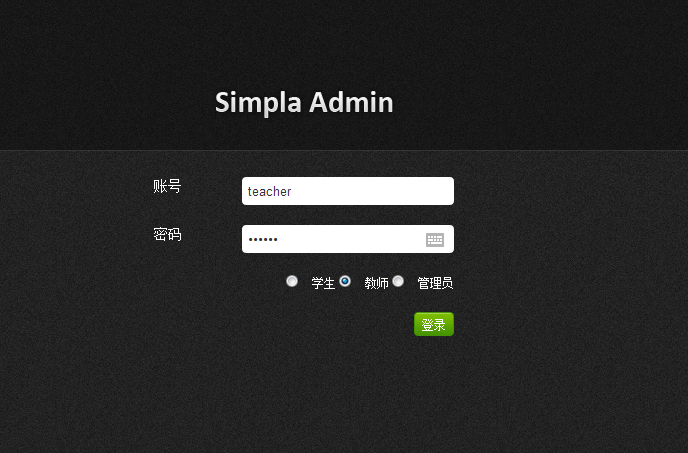 Simpla Admin
账号 teacher
密码 ••••••
学生 教师 管理员
登录